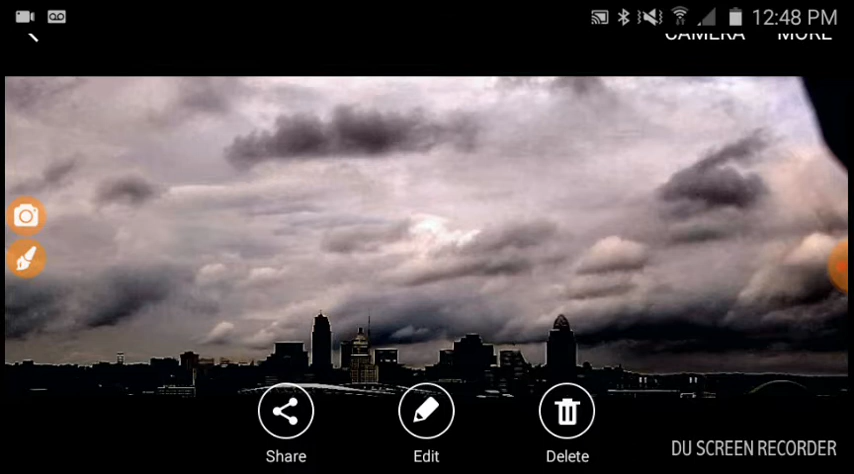 12:48 PM
CAMERA MORE
Share Edit Delete
DU SCREEN RECORDER